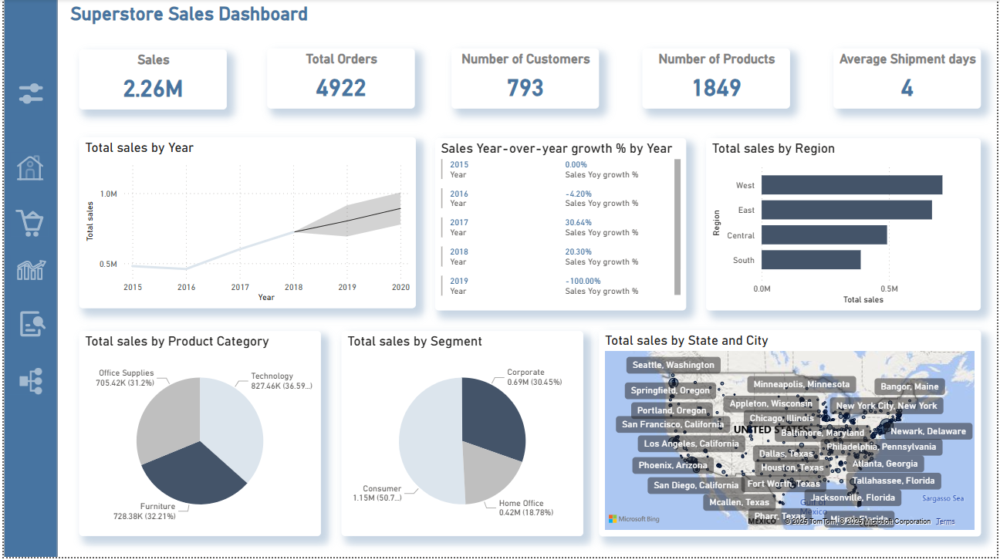 Superstore Sales Dashboard
Sales
2.26M
Total Orders
4922
Number of Customers
793
Number of Products
1849
Average Shipment days
4
Total sales by Year
Total sales
1.0M
0.5M
2015 2016 2017 2018 2019 2020
Year
Sales Year-over-year growth % by Year
2015 0.00%
Year Sales Yoy growth %
2016 -4.20%
Year Sales Yoy growth %
2017 30.64%
Year Sales Yoy growth %
2018 20.30%
Year Sales Yoy growth %
2019 -100.00%
Year Sales Yoy growth %
Total sales by Region
Region
West
East
Central
South
0.0M 0.5M
Total sales
Total sales by Product Category
Office Supplies
705.42K (31.2%)
Technology
827.46K (36.59...)
Furniture
728.38K (32.21%)
Total sales by Segment
Corporate
0.69M (30.45%)
Consumer
1.15M (50.7...)
Home Office
0.42M (18.78%)
Total sales by State and City
Seattle, Washington
Minneapolis, Minnesota
Bangor, Maine
Springfield, Oregon
Appleton, Wisconsin
New York City, New York
Portland, Oregon
Chicago, Illinois
San Francisco, California
UNITED STATES
Baltimore, Maryland
Newark, Delaware
Los Angeles, California
Philadelphia, Pennsylvania
Dallas, Texas
Phoenix, Arizona
Houston, Texas
Atlanta, Georgia
San Diego, California
Fort Worth, Texas
Tallahassee, Florida
Mcallen, Texas
Jacksonville, Florida
Gulf of
Mexico
Sargasso Sea
Pharr, Texas
Miami, Florida
Microsoft Bing
MEXICO
© 2025 TomTom, © 2025 Microsoft Corporation Terms